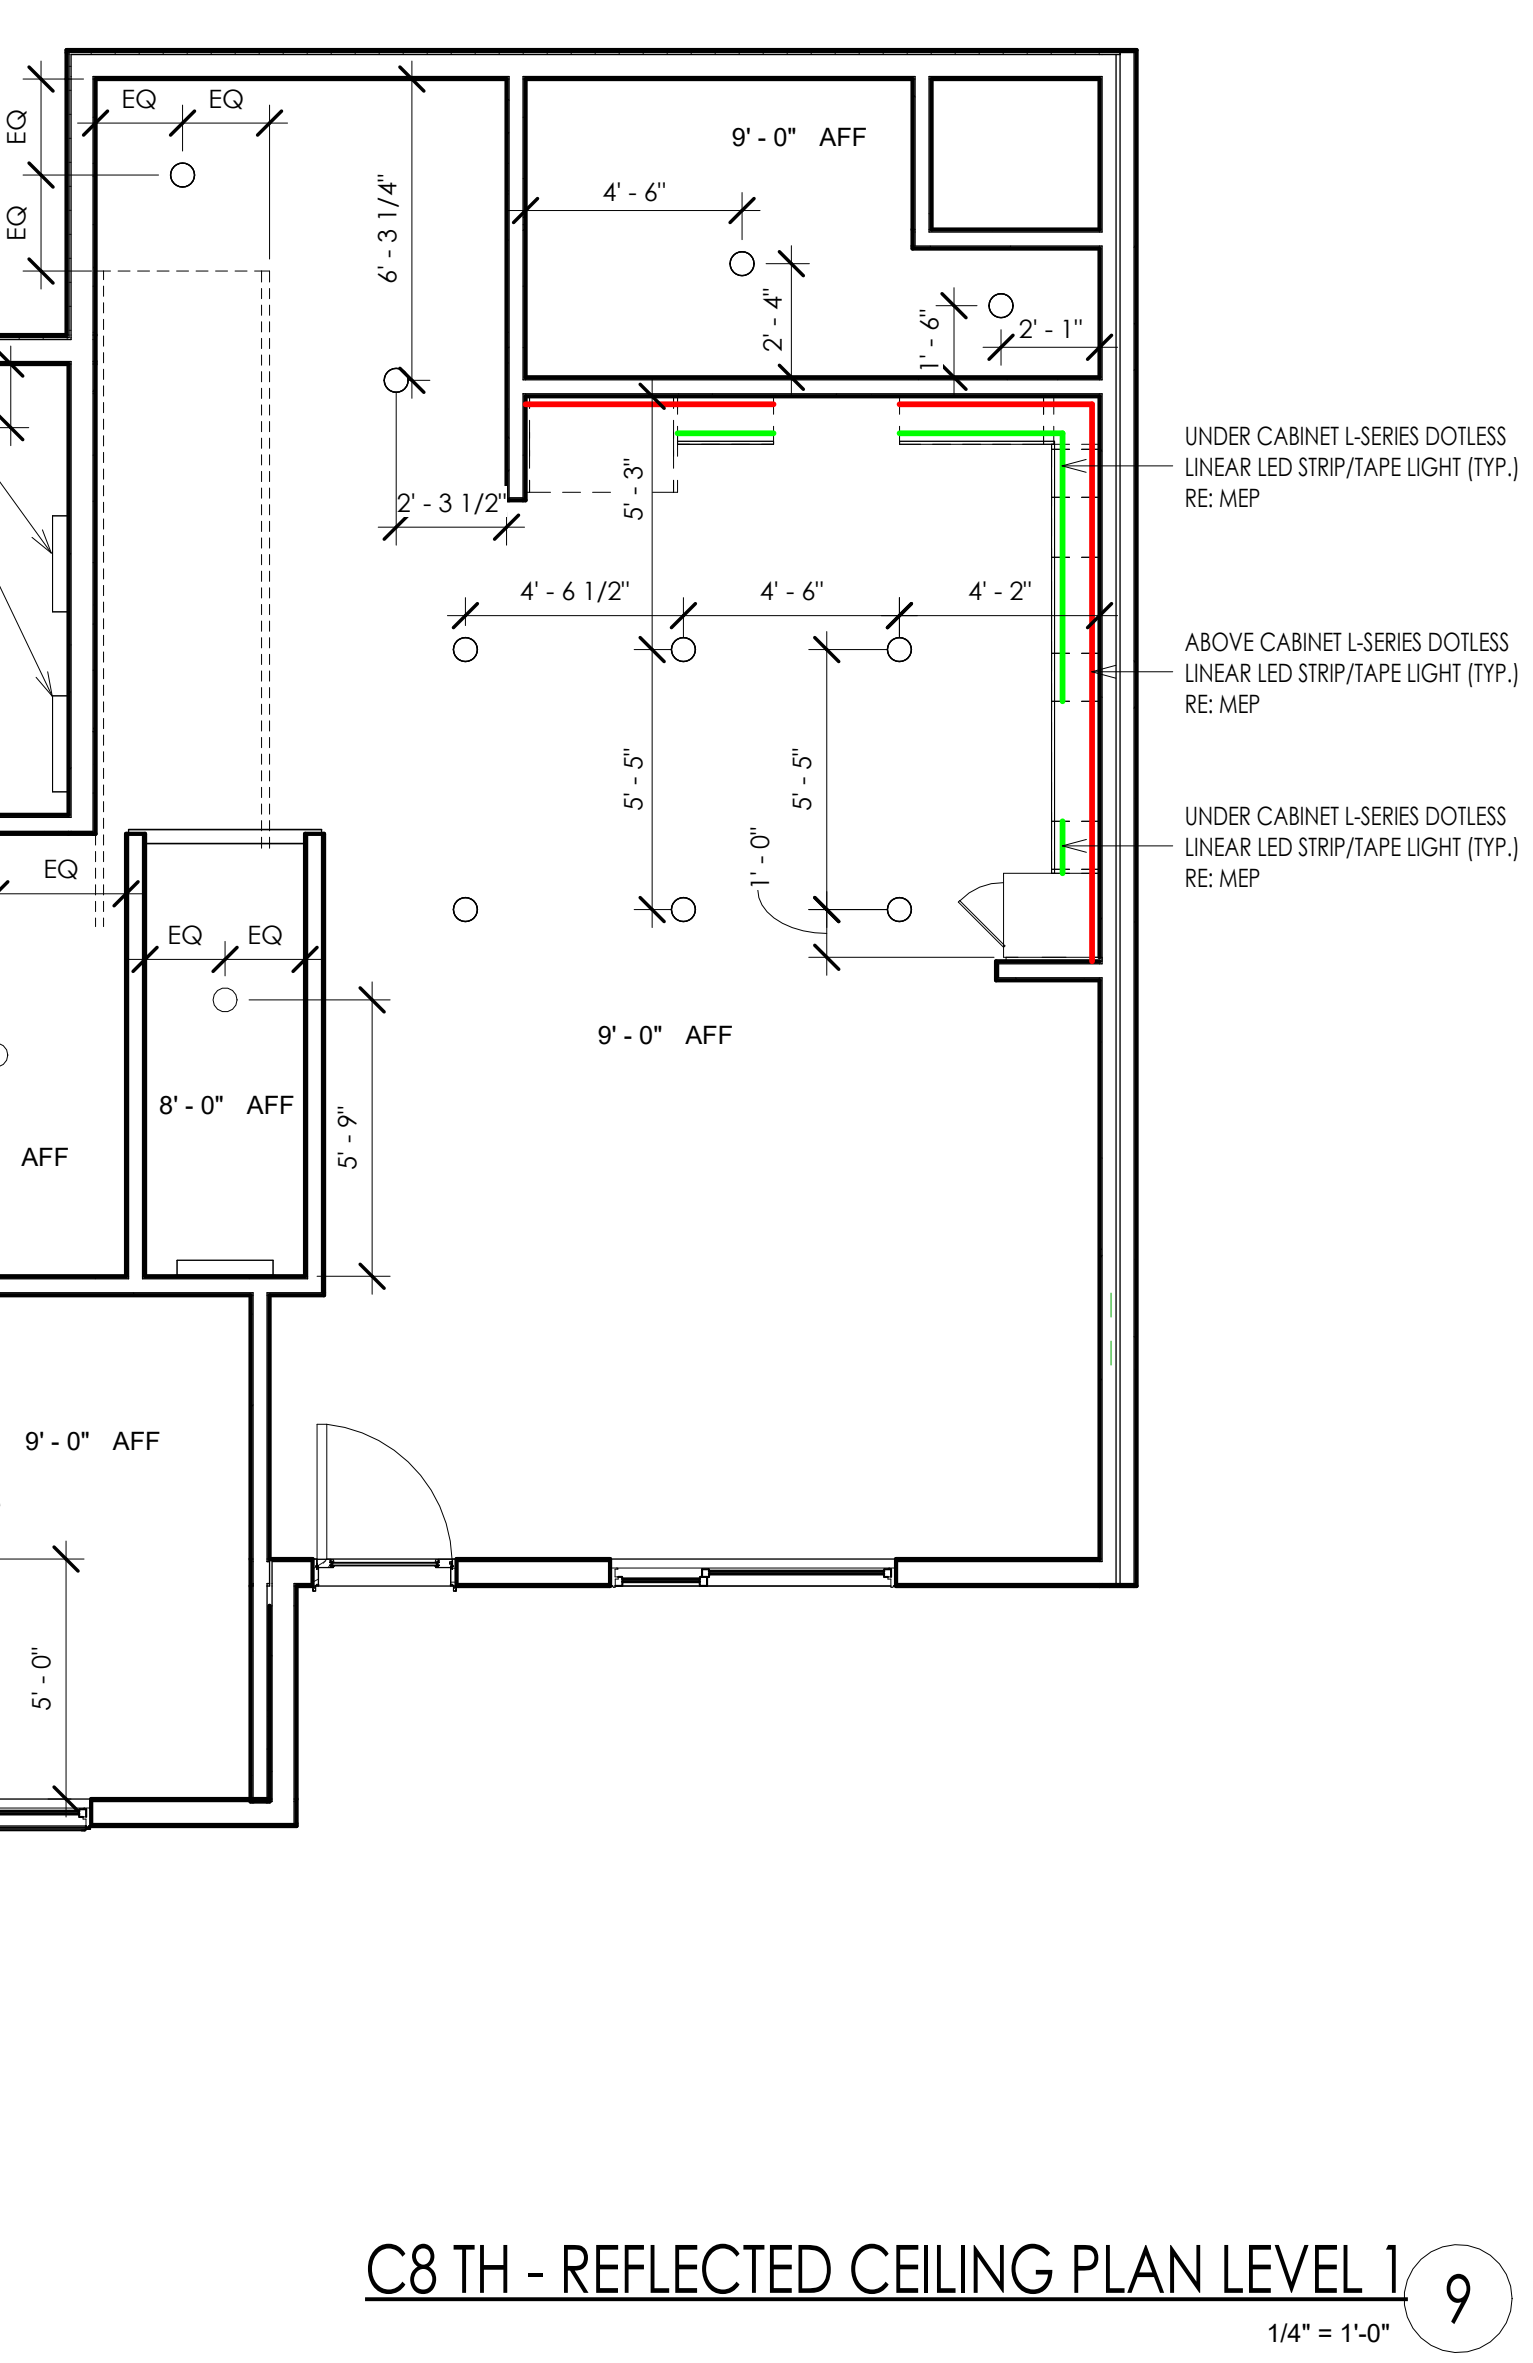 EQ EQ
EQ
EQ
9' - 0" AFF
4' - 6"
6' - 3 1/4"
2' - 4"
1' - 6"
2' - 1"
UNDER CABINET L-SERIES DOTLESS
LINEAR LED STRIP/TAPE LIGHT (TYP.)
RE: MEP
5' - 3"
2' - 3 1/2"
4' - 6 1/2"
4' - 6"
4' - 2"
ABOVE CABINET L-SERIES DOTLESS
LINEAR LED STRIP/TAPE LIGHT (TYP.)
RE: MEP
5' - 5"
5' - 5"
UNDER CABINET L-SERIES DOTLESS
LINEAR LED STRIP/TAPE LIGHT (TYP.)
RE: MEP
1' - 0"
EQ
EQ EQ
9' - 0" AFF
8' - 0" AFF
5' - 9"
AFF
9' - 0" AFF
5' - 0"
C8 TH - REFLECTED CEILING PLAN LEVEL 1
9
1/4" = 1'-0"